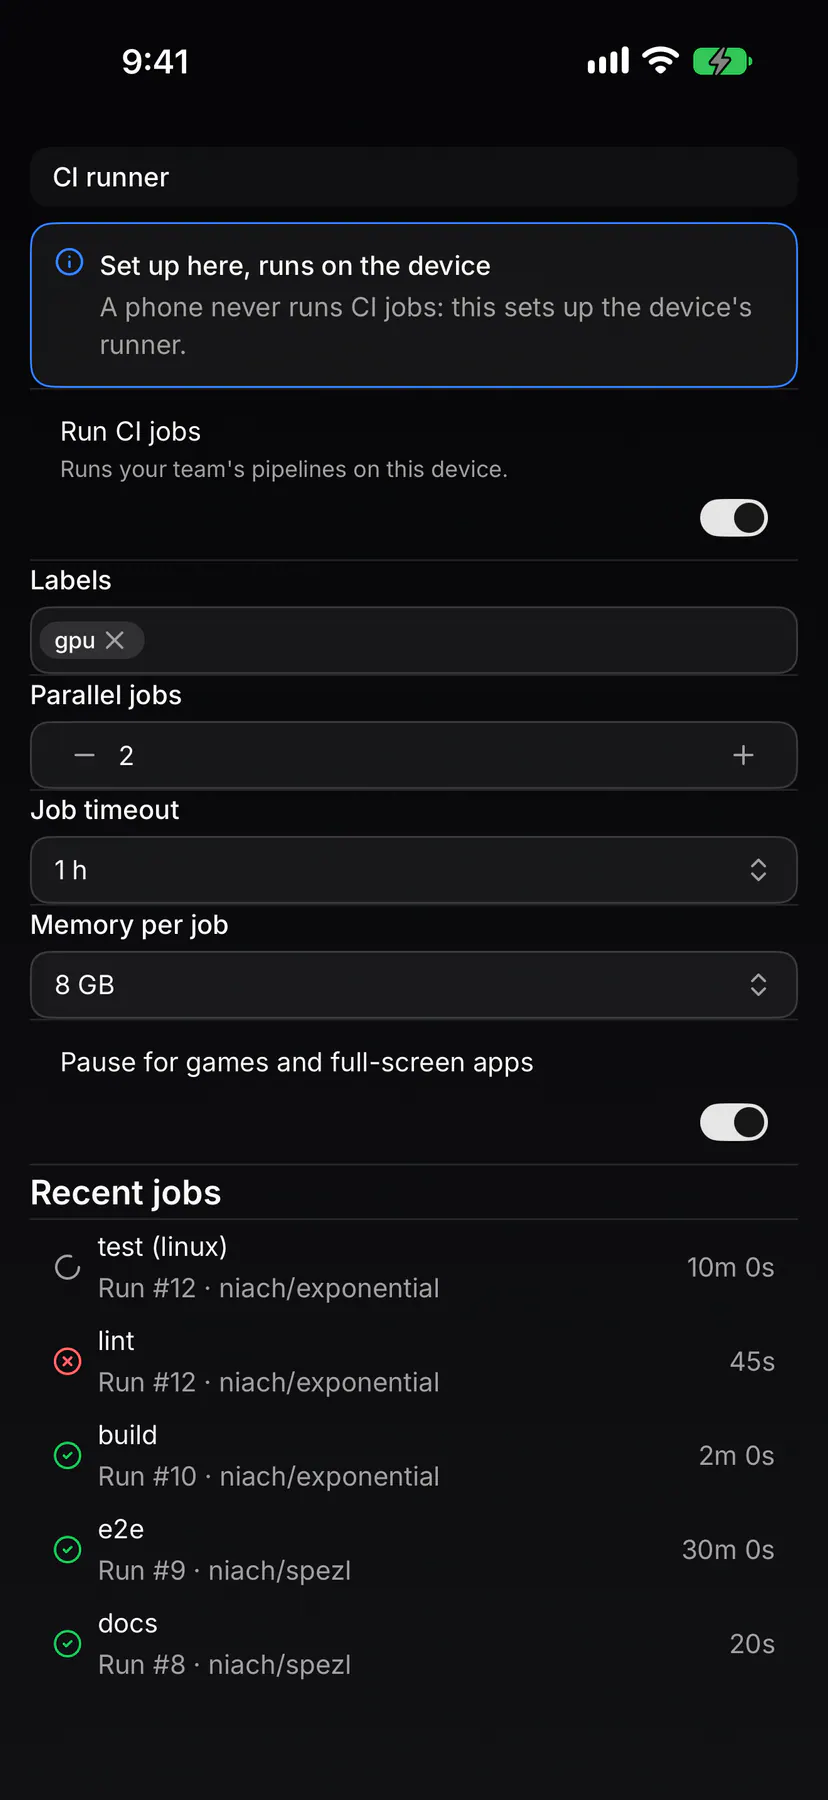 9:41
CI runner
Set up here, runs on the device
A phone never runs CI jobs: this sets up the device's
runner.
Run CI jobs
Runs your team's pipelines on this device.
Labels
gpu
Parallel jobs
2
Job timeout
1 h
Memory per job
8 GB
Pause for games and full-screen apps
Recent jobs
test (linux)
Run #12 · niach/exponential
10m 0s
lint
Run #12 · niach/exponential
45s
build
Run #10 · niach/exponential
2m 0s
e2e
Run #9 · niach/spezl
30m 0s
docs
Run #8 · niach/spezl
20s